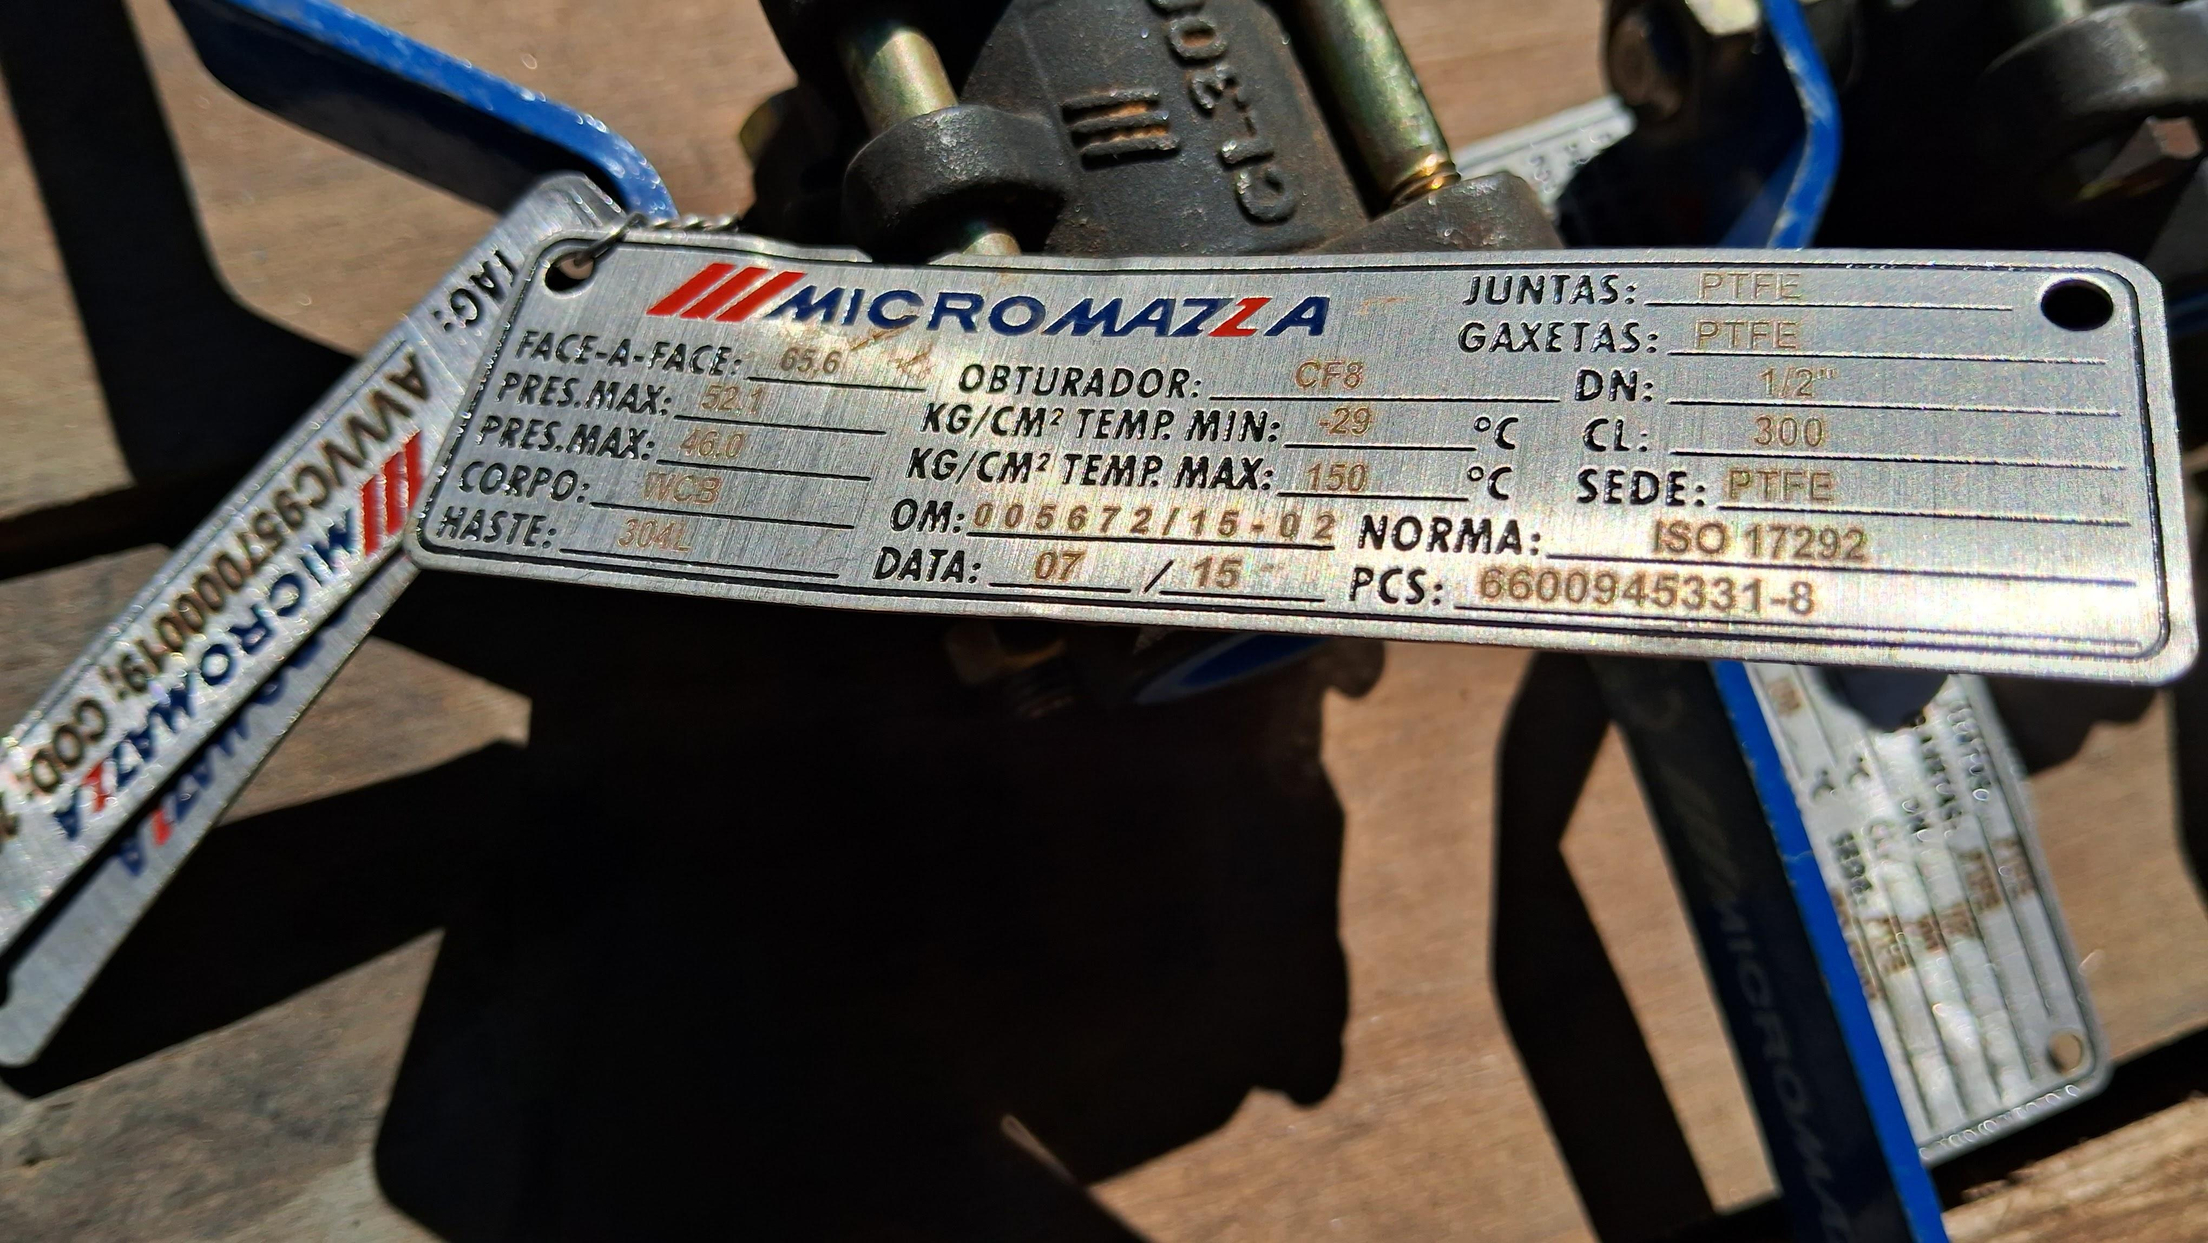 CL-300
MICROMAZZA
JUNTAS: PTFE
GAXETAS: PTFE
FACE-A-FACE: 65,6
OBTURADOR: CF8
DN: 1/2"
PRES.MAX: 52.1 KG/CM² TEMP. MIN: -29 °C
CL: 300
PRES.MAX: 46.0 KG/CM² TEMP. MAX: 150 °C
SEDE: PTFE
CORPO: WCB
OM: 005672/15-02
NORMA: ISO 17292
HASTE: 304L
DATA: 07 / 15
PCS: 6600945331-8
TAG:
AVVC957000019; COD:
MICROMAZZA
MICROMA
SEDE: